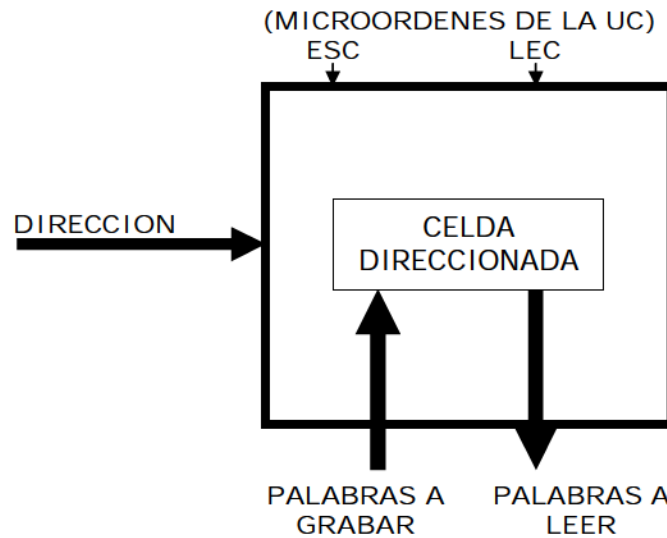 (MICROORDENES DE LA UC)
ESC LEC
DIRECCION
CELDA
DIRECCIONADA
PALABRAS A
GRABAR
PALABRAS A
LEER